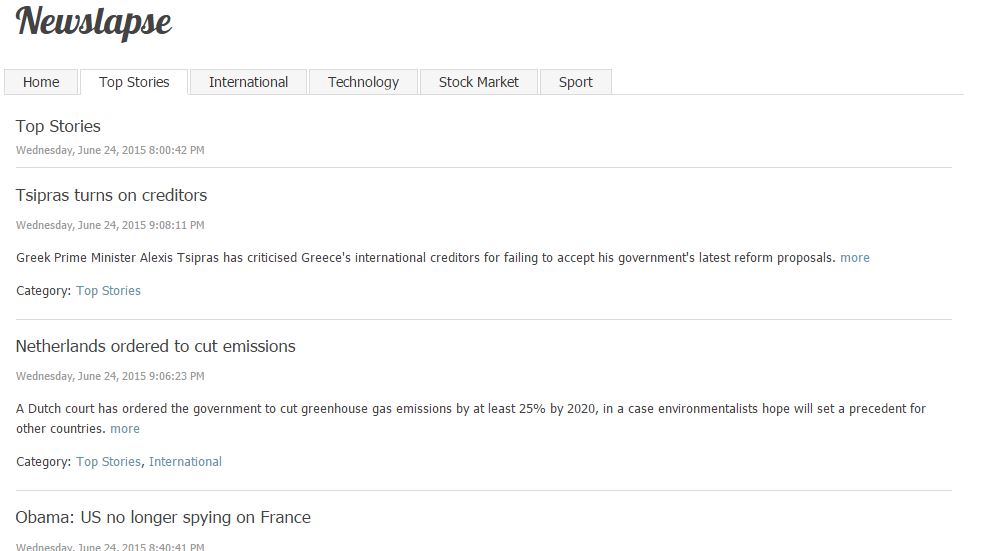 Newslapse
Home Top Stories International Technology Stock Market Sport
Top Stories
Wednesday, June 24, 2015 8:00:42 PM
Tsipras turns on creditors
Wednesday, June 24, 2015 9:08:11 PM
Greek Prime Minister Alexis Tsipras has criticised Greece's international creditors for failing to accept his government's latest reform proposals. more
Category: Top Stories
Netherlands ordered to cut emissions
Wednesday, June 24, 2015 9:06:23 PM
A Dutch court has ordered the government to cut greenhouse gas emissions by at least 25% by 2020, in a case environmentalists hope will set a precedent for
other countries. more
Category: Top Stories, International
Obama: US no longer spying on France
Wednesday, June 24, 2015 8:40:41 PM